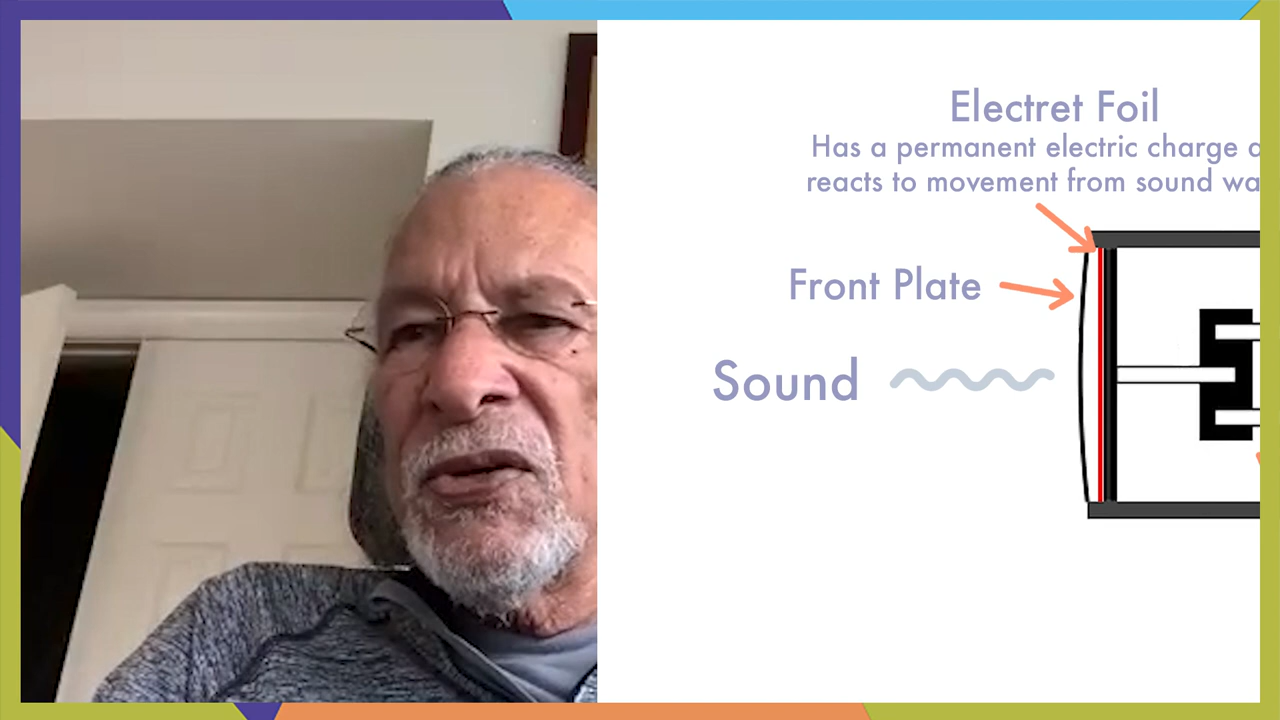 Electret Foil
Has a permanent electric charge
reacts to movement from sound
Front Plate
Sound